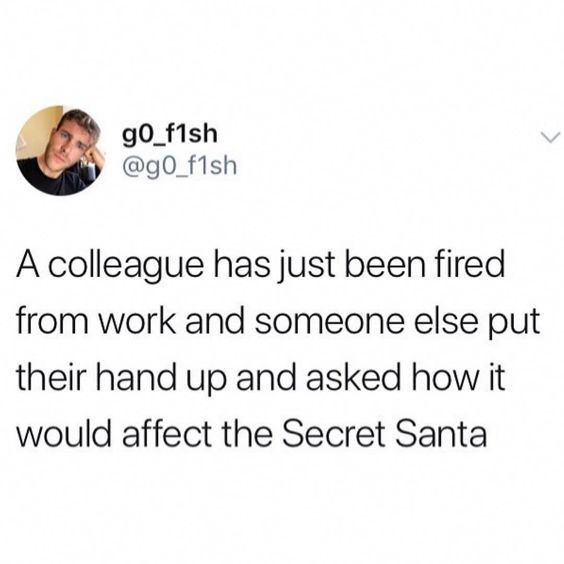 g0_f1sh
@g0_f1sh
A colleague has just been fired
from work and someone else put
their hand up and asked how it
would affect the Secret Santa